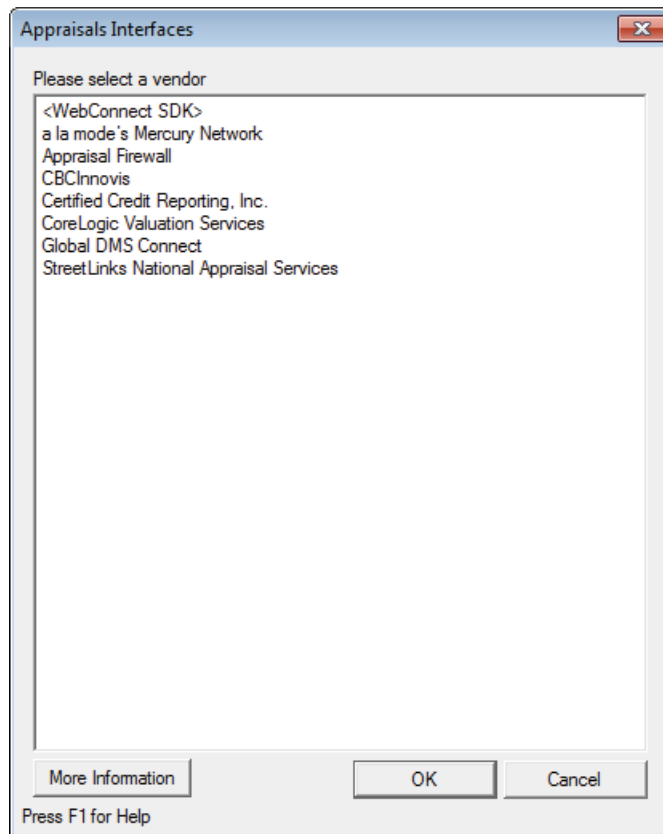 Appraisals Interfaces
Please select a vendor
<WebConnect SDK>
a la mode's Mercury Network
Appraisal Firewall
CBCInnovis
Certified Credit Reporting, Inc.
CoreLogic Valuation Services
Global DMS Connect
StreetLinks National Appraisal Services
More Information
OK
Cancel
Press F1 for Help